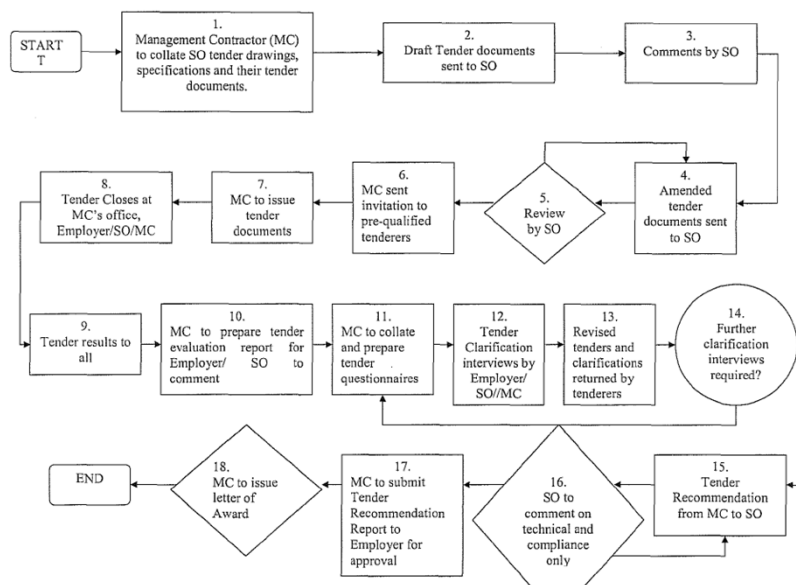 START
T
1.
Management Contractor (MC)
to collate SO tender drawings,
specifications and their tender
documents.
2.
Draft Tender documents
sent to SO
3.
Comments by SO
4.
Amended
tender
documents sent
to SO
5.
Review
by SO
6.
MC sent
invitation to
pre-qualified
tenderers
7.
MC to issue
tender
documents
8.
Tender Closes at
MC's office,
Employer/SO/MC
9.
Tender results to
all
10.
MC to prepare tender
evaluation report for
Employer/ SO to
comment
11.
MC to collate
and prepare
tender
questionnaires
12.
Tender
Clarification
interviews by
Employer/
SO//MC
13.
Revised
tenders and
clarifications
returned by
tenderers
14.
Further
clarification
interviews
required?
15.
Tender
Recommendation
from MC to SO
16.
SO to
comment on
technical and
compliance
only
17.
MC to submit
Tender
Recommendation
Report to
Employer for
approval
18.
MC to issue
letter of
Award
END